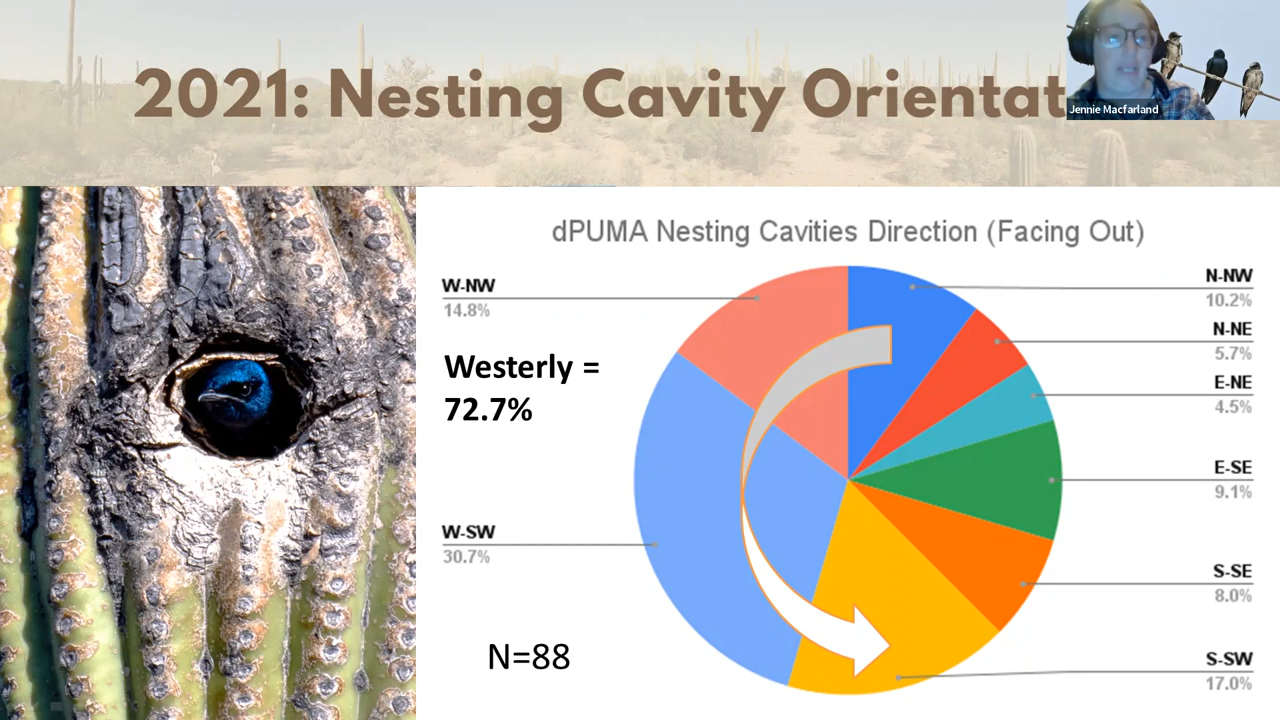 2021: Nesting Cavity Orientat
Jennie Macfarland
dPUMA Nesting Cavities Direction (Facing Out)
W-NW
14.8%
Westerly =
72.7%
W-SW
30.7%
N=88
N-NW
10.2%
N-NE
5.7%
E-NE
4.5%
E-SE
9.1%
S-SE
8.0%
S-SW
17.0%